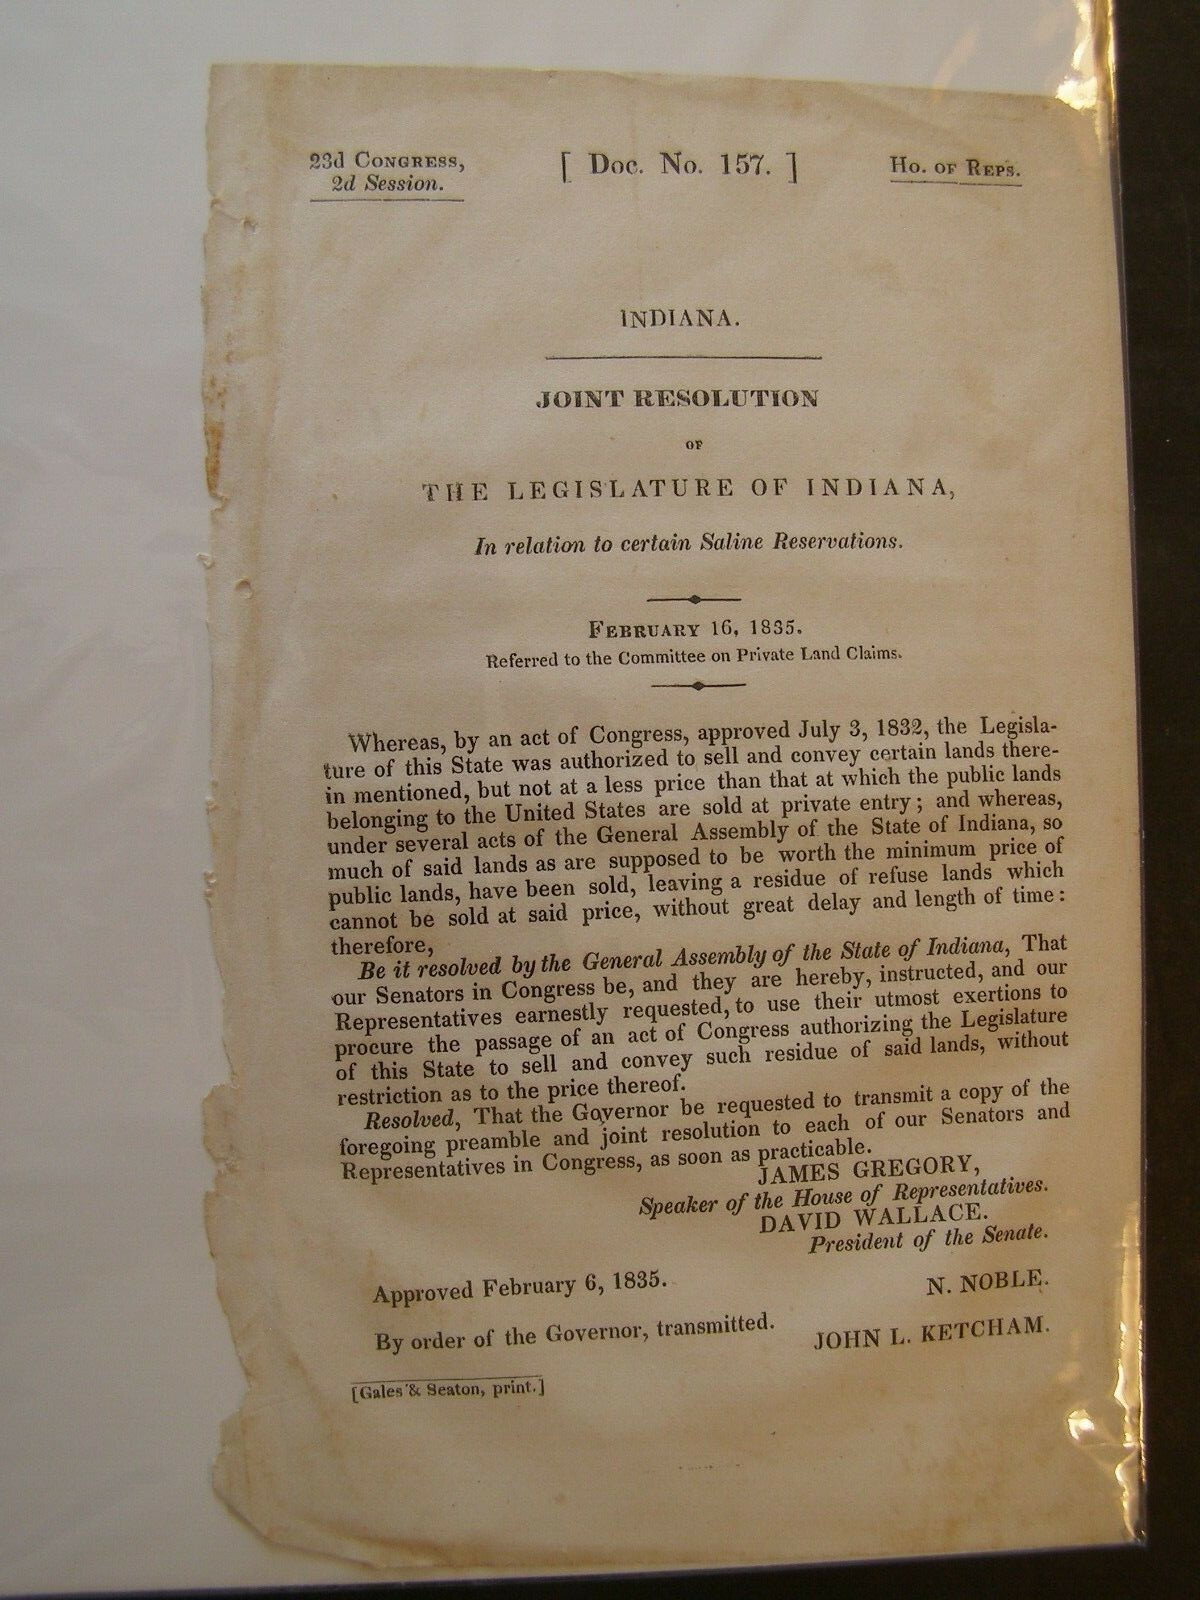 23d Congress,
2d Session.
[ Doc. No. 157. ]
Ho. of Reps.
INDIANA.
JOINT RESOLUTION
OF
THE LEGISLATURE OF INDIANA,
In relation to certain Saline Reservations.
February 16, 1835.
Referred to the Committee on Private Land Claims.
Whereas, by an act of Congress, approved July 3, 1832, the Legisla-
ture of this State was authorized to sell and convey certain lands there-
in mentioned, but not at a less price than that at which the public lands
belonging to the United States are sold at private entry; and whereas,
under several acts of the General Assembly of the State of Indiana, so
much of said lands as are supposed to be worth the minimum price of
public lands, have been sold, leaving a residue of refuse lands which
cannot be sold at said price, without great delay and length of time:
therefore,
Be it resolved by the General Assembly of the State of Indiana, That
our Senators in Congress be, and they are hereby, instructed, and our
Representatives earnestly requested, to use their utmost exertions to
procure the passage of an act of Congress authorizing the Legislature
of this State to sell and convey such residue of said lands, without
restriction as to the price thereof.
Resolved, That the Governor be requested to transmit a copy of the
foregoing preamble and joint resolution to each of our Senators and
Representatives in Congress, as soon as practicable.
JAMES GREGORY,
Speaker of the House of Representatives.
DAVID WALLACE.
President of the Senate.
Approved February 6, 1835.
N. NOBLE.
By order of the Governor, transmitted.
JOHN L. KETCHAM.
[Gales & Seaton, print.]